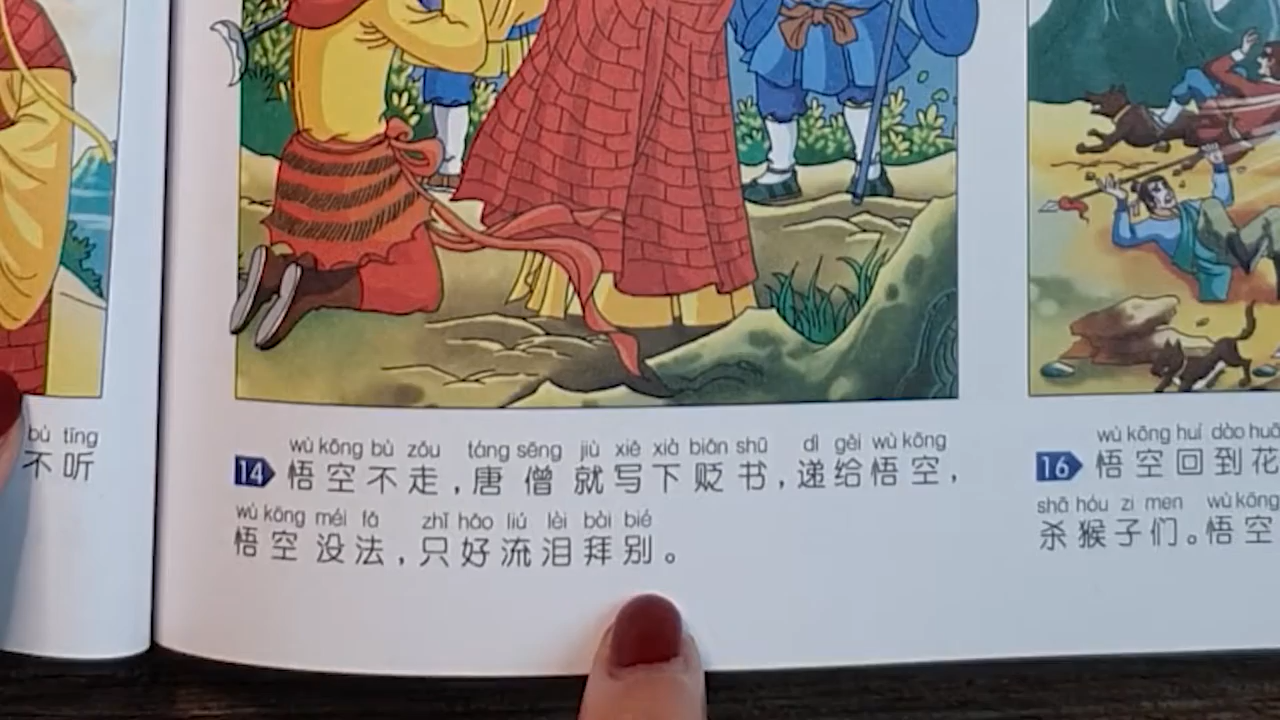 bù tīng
不听
wù kōng bù zǒu táng sēng jiù xiě xià biǎn shū dì gěi wù kōng
14 悟空不走，唐僧就写下贬书，递给悟空，
wù kōng méi fǎ zhǐ hǎo liú lèi bài bié
悟空没法，只好流泪拜别。
wù kōng huí dào huā
16 悟空回到花
shā hóu zi men wù kōng
杀猴子们。悟空